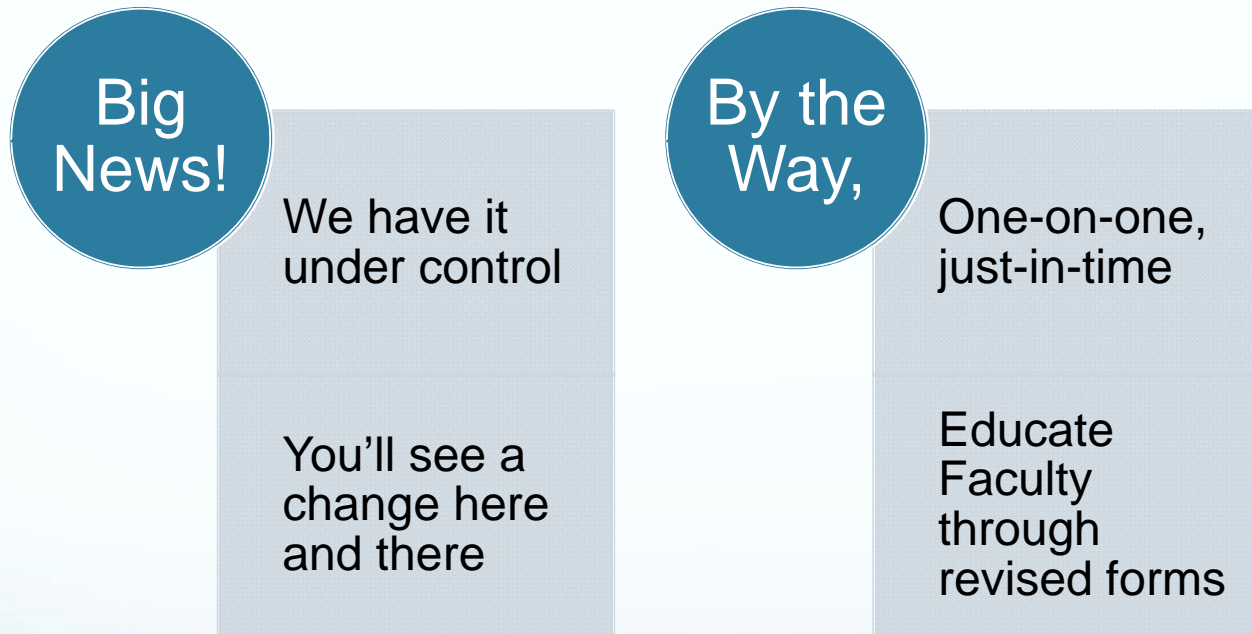 Big
News!
We have it
under control
You’ll see a
change here
and there
By the
Way,
One-on-one,
just-in-time
Educate
Faculty
through
revised forms